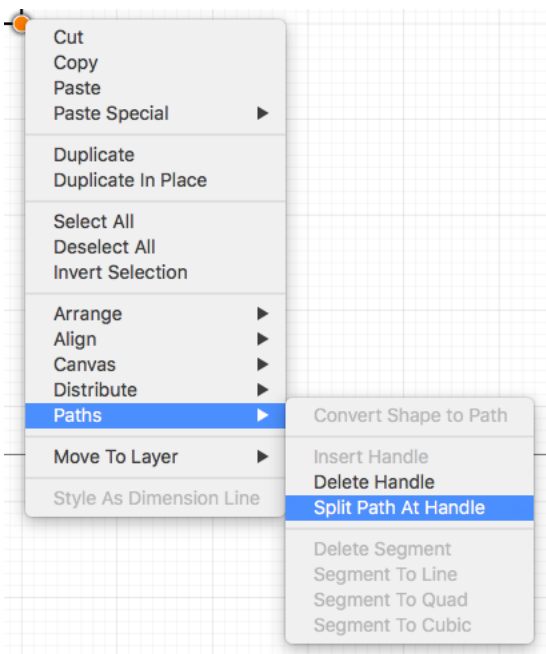 Cut
Copy
Paste
Paste Special
Duplicate
Duplicate In Place
Select All
Deselect All
Invert Selection
Arrange
Align
Canvas
Distribute
Paths
Move To Layer
Style As Dimension Line
Convert Shape to Path
Insert Handle
Delete Handle
Split Path At Handle
Delete Segment
Segment To Line
Segment To Quad
Segment To Cubic